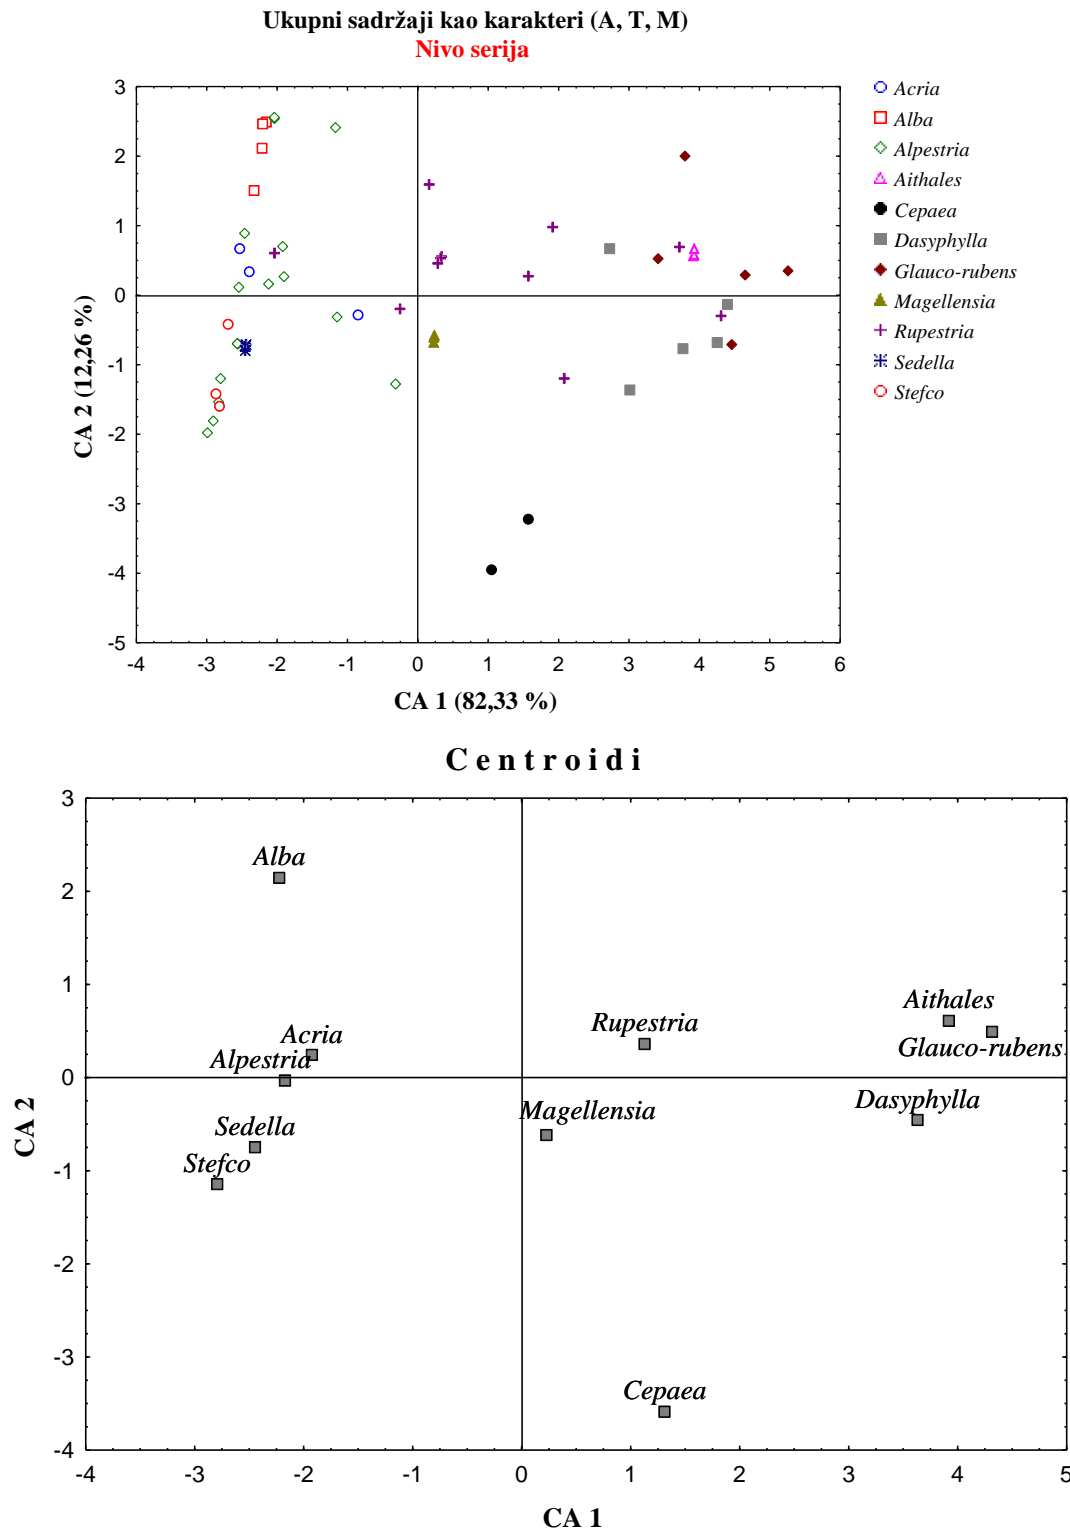 Ukupni sadržaji kao karakteri (A, T, M)
Nivo serija
3
2
1
0
-1
-2
-3
-4
-5
CA 2 (12,26 %)
-4 -3 -2 -1 0 1 2 3 4 5 6
CA 1 (82,33 %)
Acria
Alba
Alpestria
Aithales
Cepaea
Dasyphylla
Glauco-rubens
Magellensia
Rupestria
Sedella
Stefco
Centroidi
3
2
1
0
-1
-2
-3
-4
CA 2
Alba
Aithales
Rupestria
Acria
Glauco-rubens
Alpestria
Dasyphylla
Magellensia
Sedella
Stefco
Cepaea
-4 -3 -2 -1 0 1 2 3 4 5
CA 1